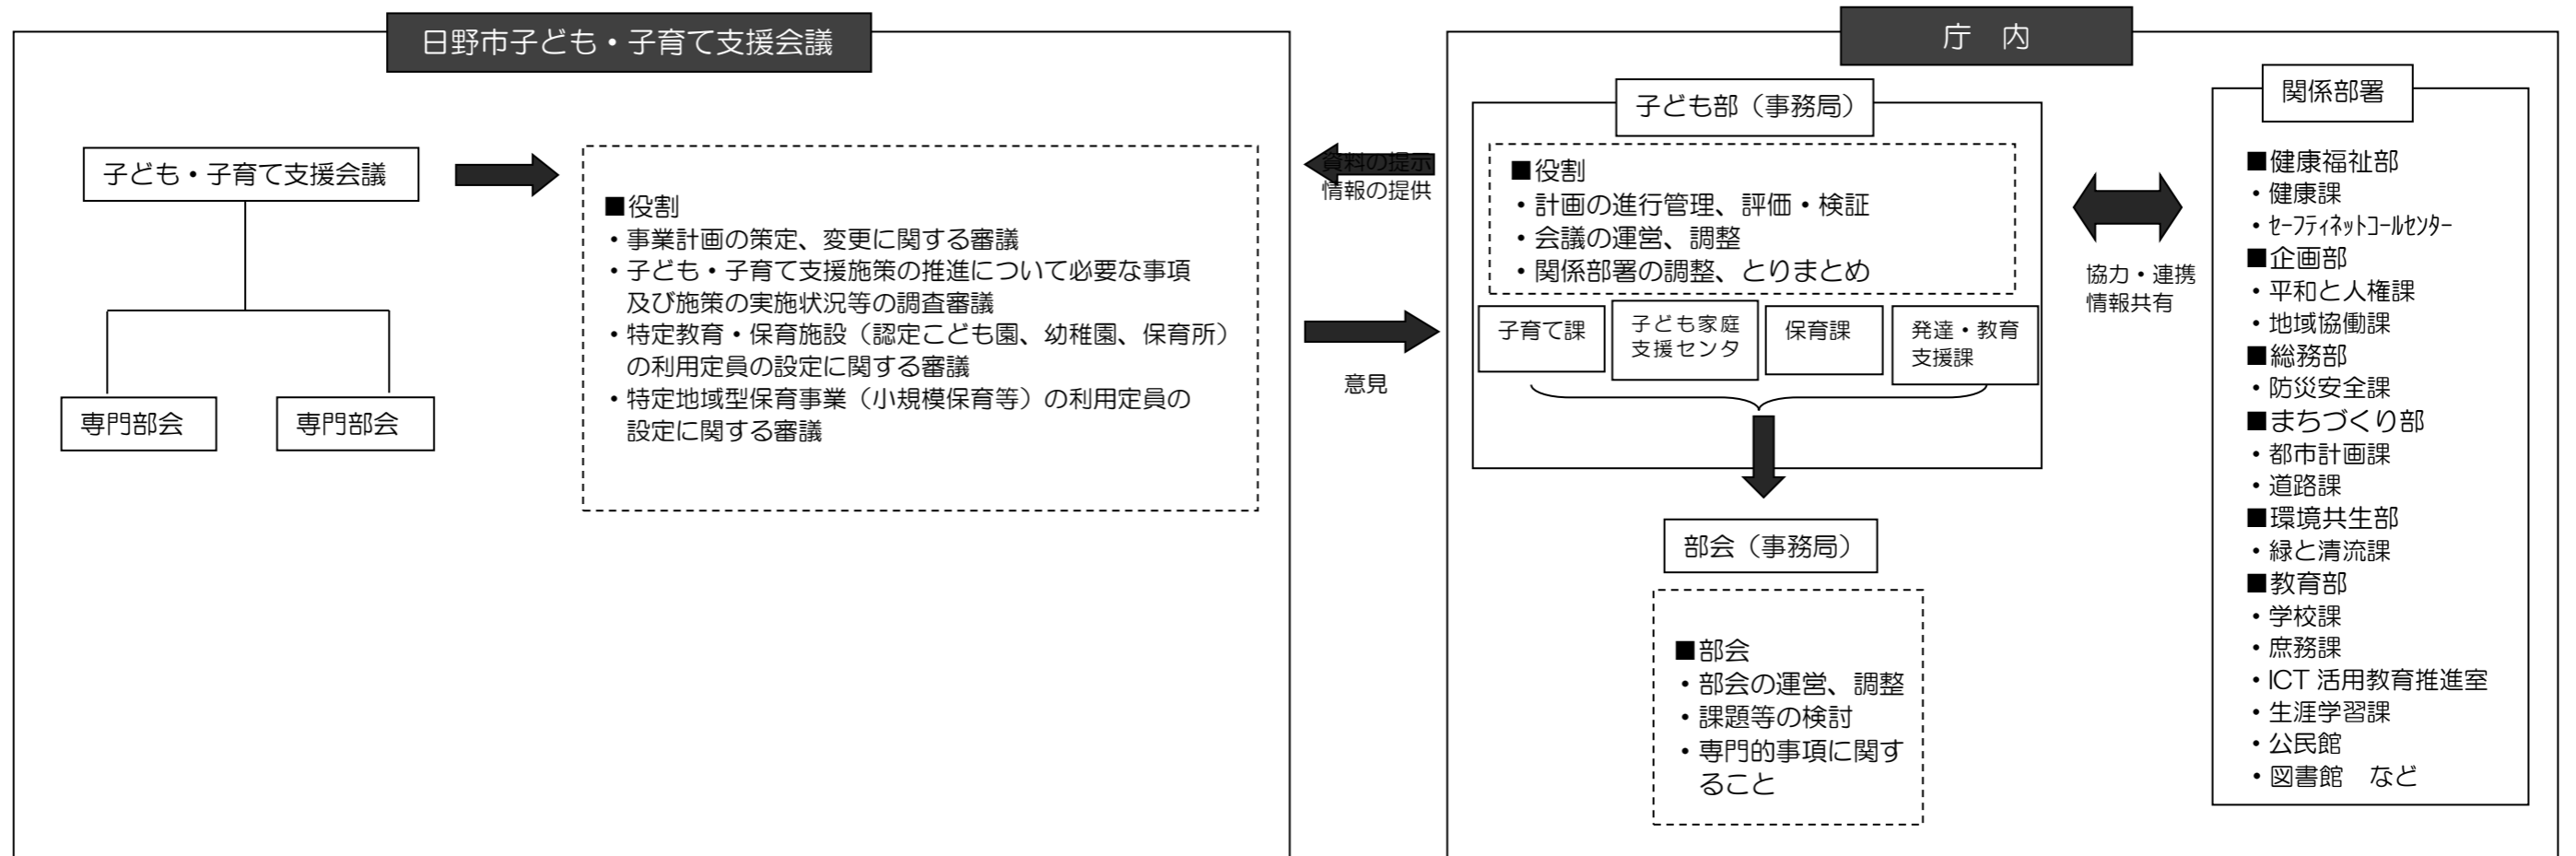 日野市子ども・子育て支援会議
子ども・子育て支援会議
専門部会
専門部会
■役割
・事業計画の策定、変更に関する審議
・子ども・子育て支援施策の推進について必要な事項
及び施策の実施状況等の調査審議
・特定教育・保育施設（認定こども園、幼稚園、保育所）
の利用定員の設定に関する審議
・特定地域型保育事業（小規模保育等）の利用定員の
設定に関する審議
資料の提示
情報の提供
意見
庁　内
子ども部（事務局）
■役割
・計画の進行管理、評価・検証
・会議の運営、調整
・関係部署の調整、とりまとめ
子育て課
子ども家庭
支援センタ
保育課
発達・教育
支援課
部会（事務局）
■部会
・部会の運営、調整
・課題等の検討
・専門的事項に関す
ること
協力・連携
情報共有
関係部署
■健康福祉部
・健康課
・ｾｰﾌﾃｨﾈｯﾄｺｰﾙｾﾝﾀｰ
■企画部
・平和と人権課
・地域協働課
■総務部
・防災安全課
■まちづくり部
・都市計画課
・道路課
■環境共生部
・緑と清流課
■教育部
・学校課
・庶務課
・ICT 活用教育推進室
・生涯学習課
・公民館
・図書館　など